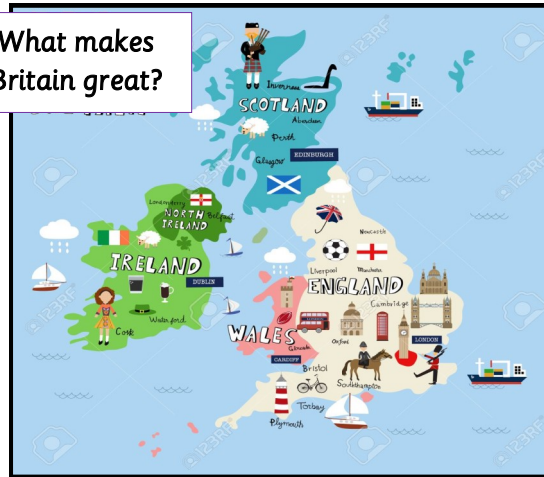 What makes
Britain great?
Inverness
SCOTLAND
Aberdeen
Perth
Glasgow
EDINBURGH
Londonderry
NORTH
IRELAND
Belfast
Newcastle
IRELAND
DUBLIN
Waterford
Cork
Liverpool
Manchester
ENGLAND
Cambridge
WALES
CARDIFF
Oxford
LONDON
Bristol
Southampton
Torbay
Plymouth
123RF